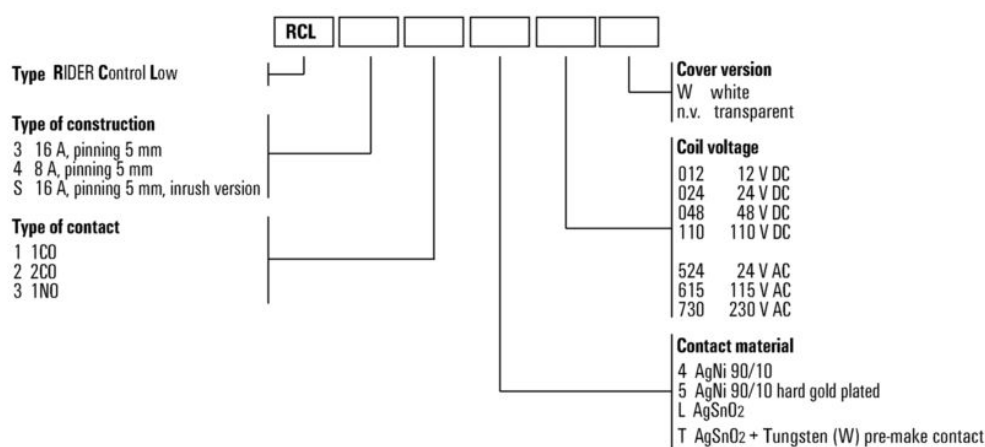 RCL
Type RIDER Control Low
Type of construction
3 16 A, pinning 5 mm
4 8 A, pinning 5 mm
S 16 A, pinning 5 mm, inrush version
Type of contact
1 1CO
2 2CO
3 1NO
Cover version
W white
n.v. transparent
Coil voltage
012 12 V DC
024 24 V DC
048 48 V DC
110 110 V DC
524 24 V AC
615 115 V AC
730 230 V AC
Contact material
4 AgNi 90/10
5 AgNi 90/10 hard gold plated
L AgSnO2
T AgSnO2 + Tungsten (W) pre-make contact